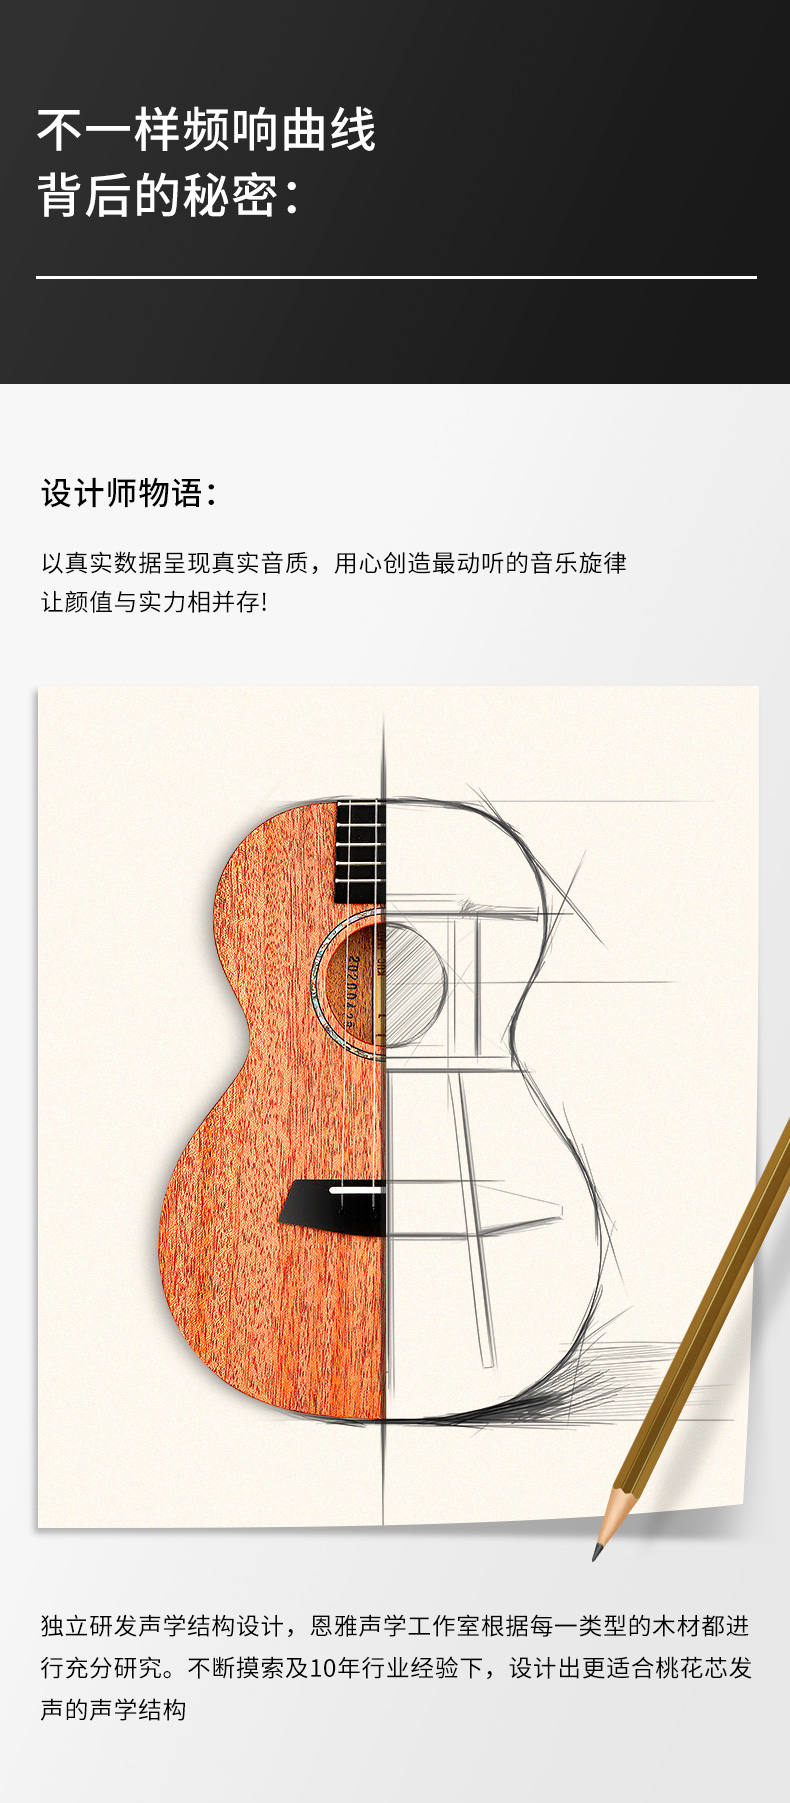 不一样频响曲线
背后的秘密：
设计师物语：
以真实数据呈现真实音质，用心创造最动听的音乐旋律
让颜值与实力相并存!
独立研发声学结构设计，恩雅声学工作室根据每一类型的木材都进
行充分研究。不断摸索及10年行业经验下，设计出更适合桃花芯发
声的声学结构